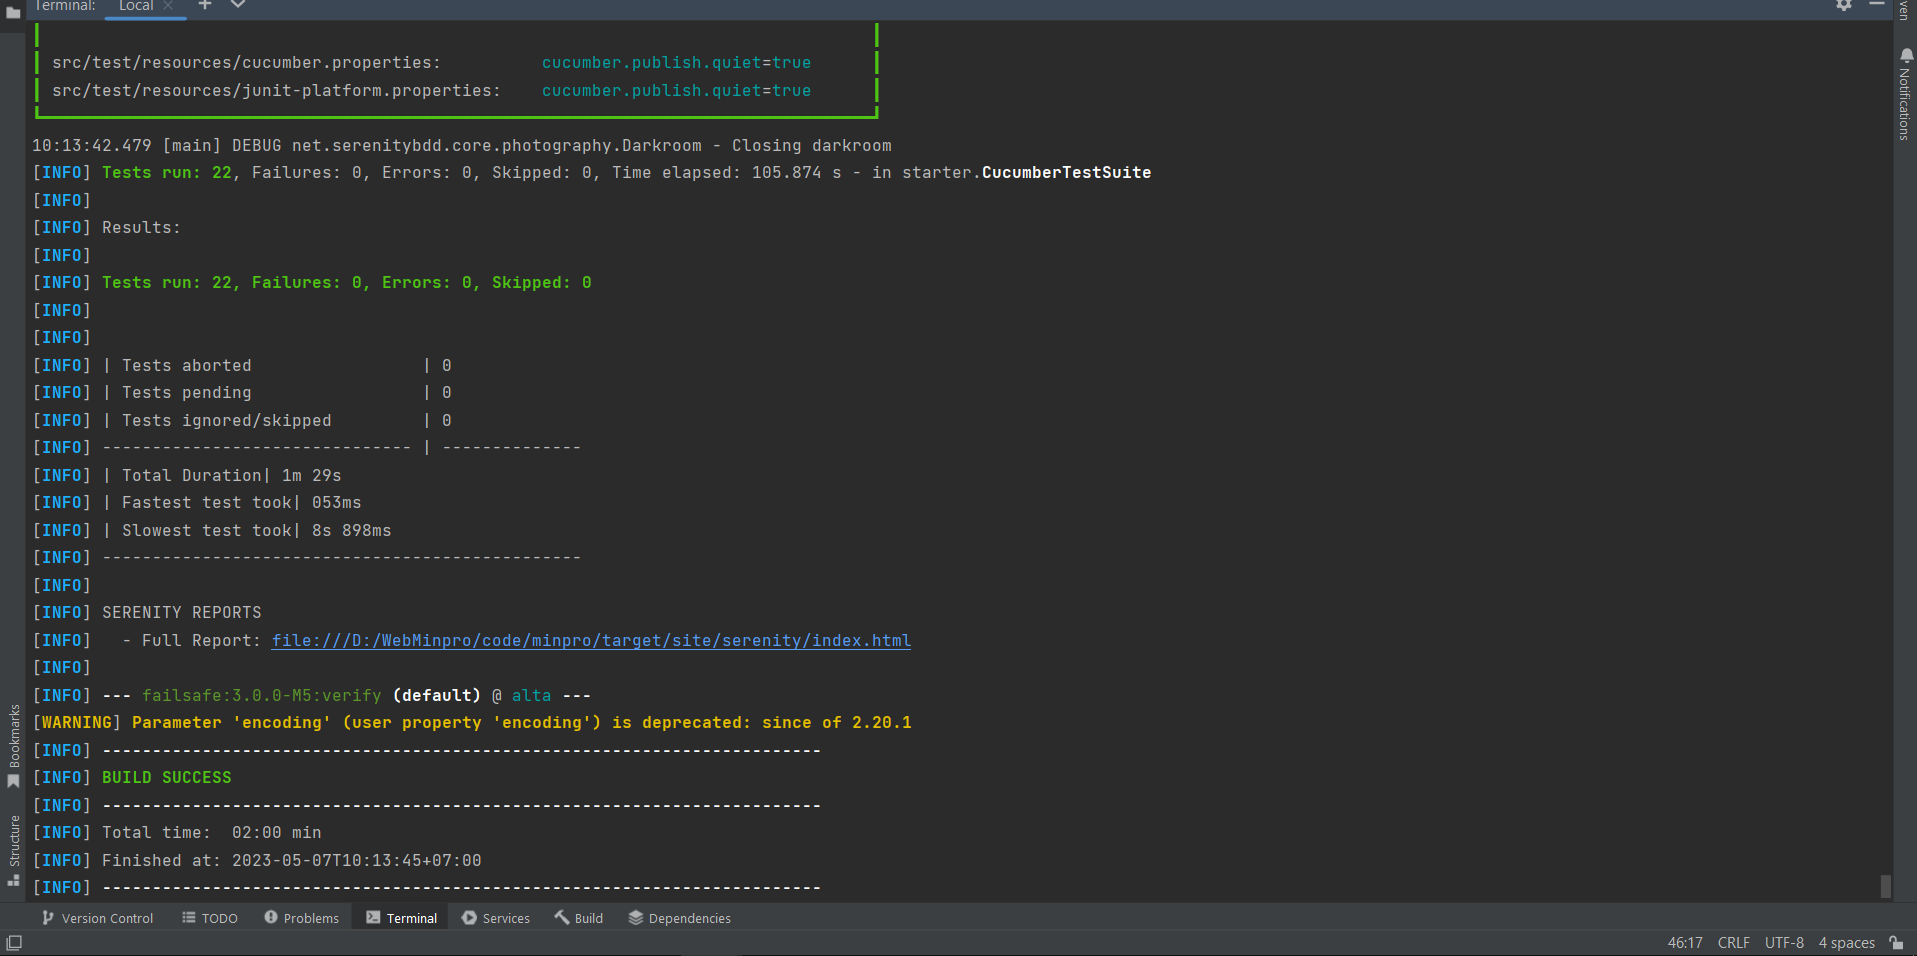 Terminal: Local
ven
Notifications
src/test/resources/cucumber.properties: cucumber.publish.quiet=true
src/test/resources/junit-platform.properties: cucumber.publish.quiet=true
10:13:42.479 [main] DEBUG net.serenitybdd.core.photography.Darkroom - Closing darkroom
[INFO] Tests run: 22, Failures: 0, Errors: 0, Skipped: 0, Time elapsed: 105.874 s - in starter.CucumberTestSuite
[INFO]
[INFO] Results:
[INFO]
[INFO] Tests run: 22, Failures: 0, Errors: 0, Skipped: 0
[INFO]
[INFO]
[INFO] | Tests aborted | 0
[INFO] | Tests pending | 0
[INFO] | Tests ignored/skipped | 0
[INFO] ------------------------------- | --------------
[INFO] | Total Duration| 1m 29s
[INFO] | Fastest test took| 053ms
[INFO] | Slowest test took| 8s 898ms
[INFO] ------------------------------------------------
[INFO]
[INFO] SERENITY REPORTS
[INFO] - Full Report: file:///D:/WebMinpro/code/minpro/target/site/serenity/index.html
[INFO]
[INFO] --- failsafe:3.0.0-M5:verify (default) @ alta ---
[WARNING] Parameter 'encoding' (user property 'encoding') is deprecated: since of 2.20.1
[INFO] ------------------------------------------------------------------------
[INFO] BUILD SUCCESS
[INFO] ------------------------------------------------------------------------
[INFO] Total time: 02:00 min
[INFO] Finished at: 2023-05-07T10:13:45+07:00
[INFO] ------------------------------------------------------------------------
Bookmarks
Structure
Version Control TODO Problems Terminal Services Build Dependencies
46:17 CRLF UTF-8 4 spaces